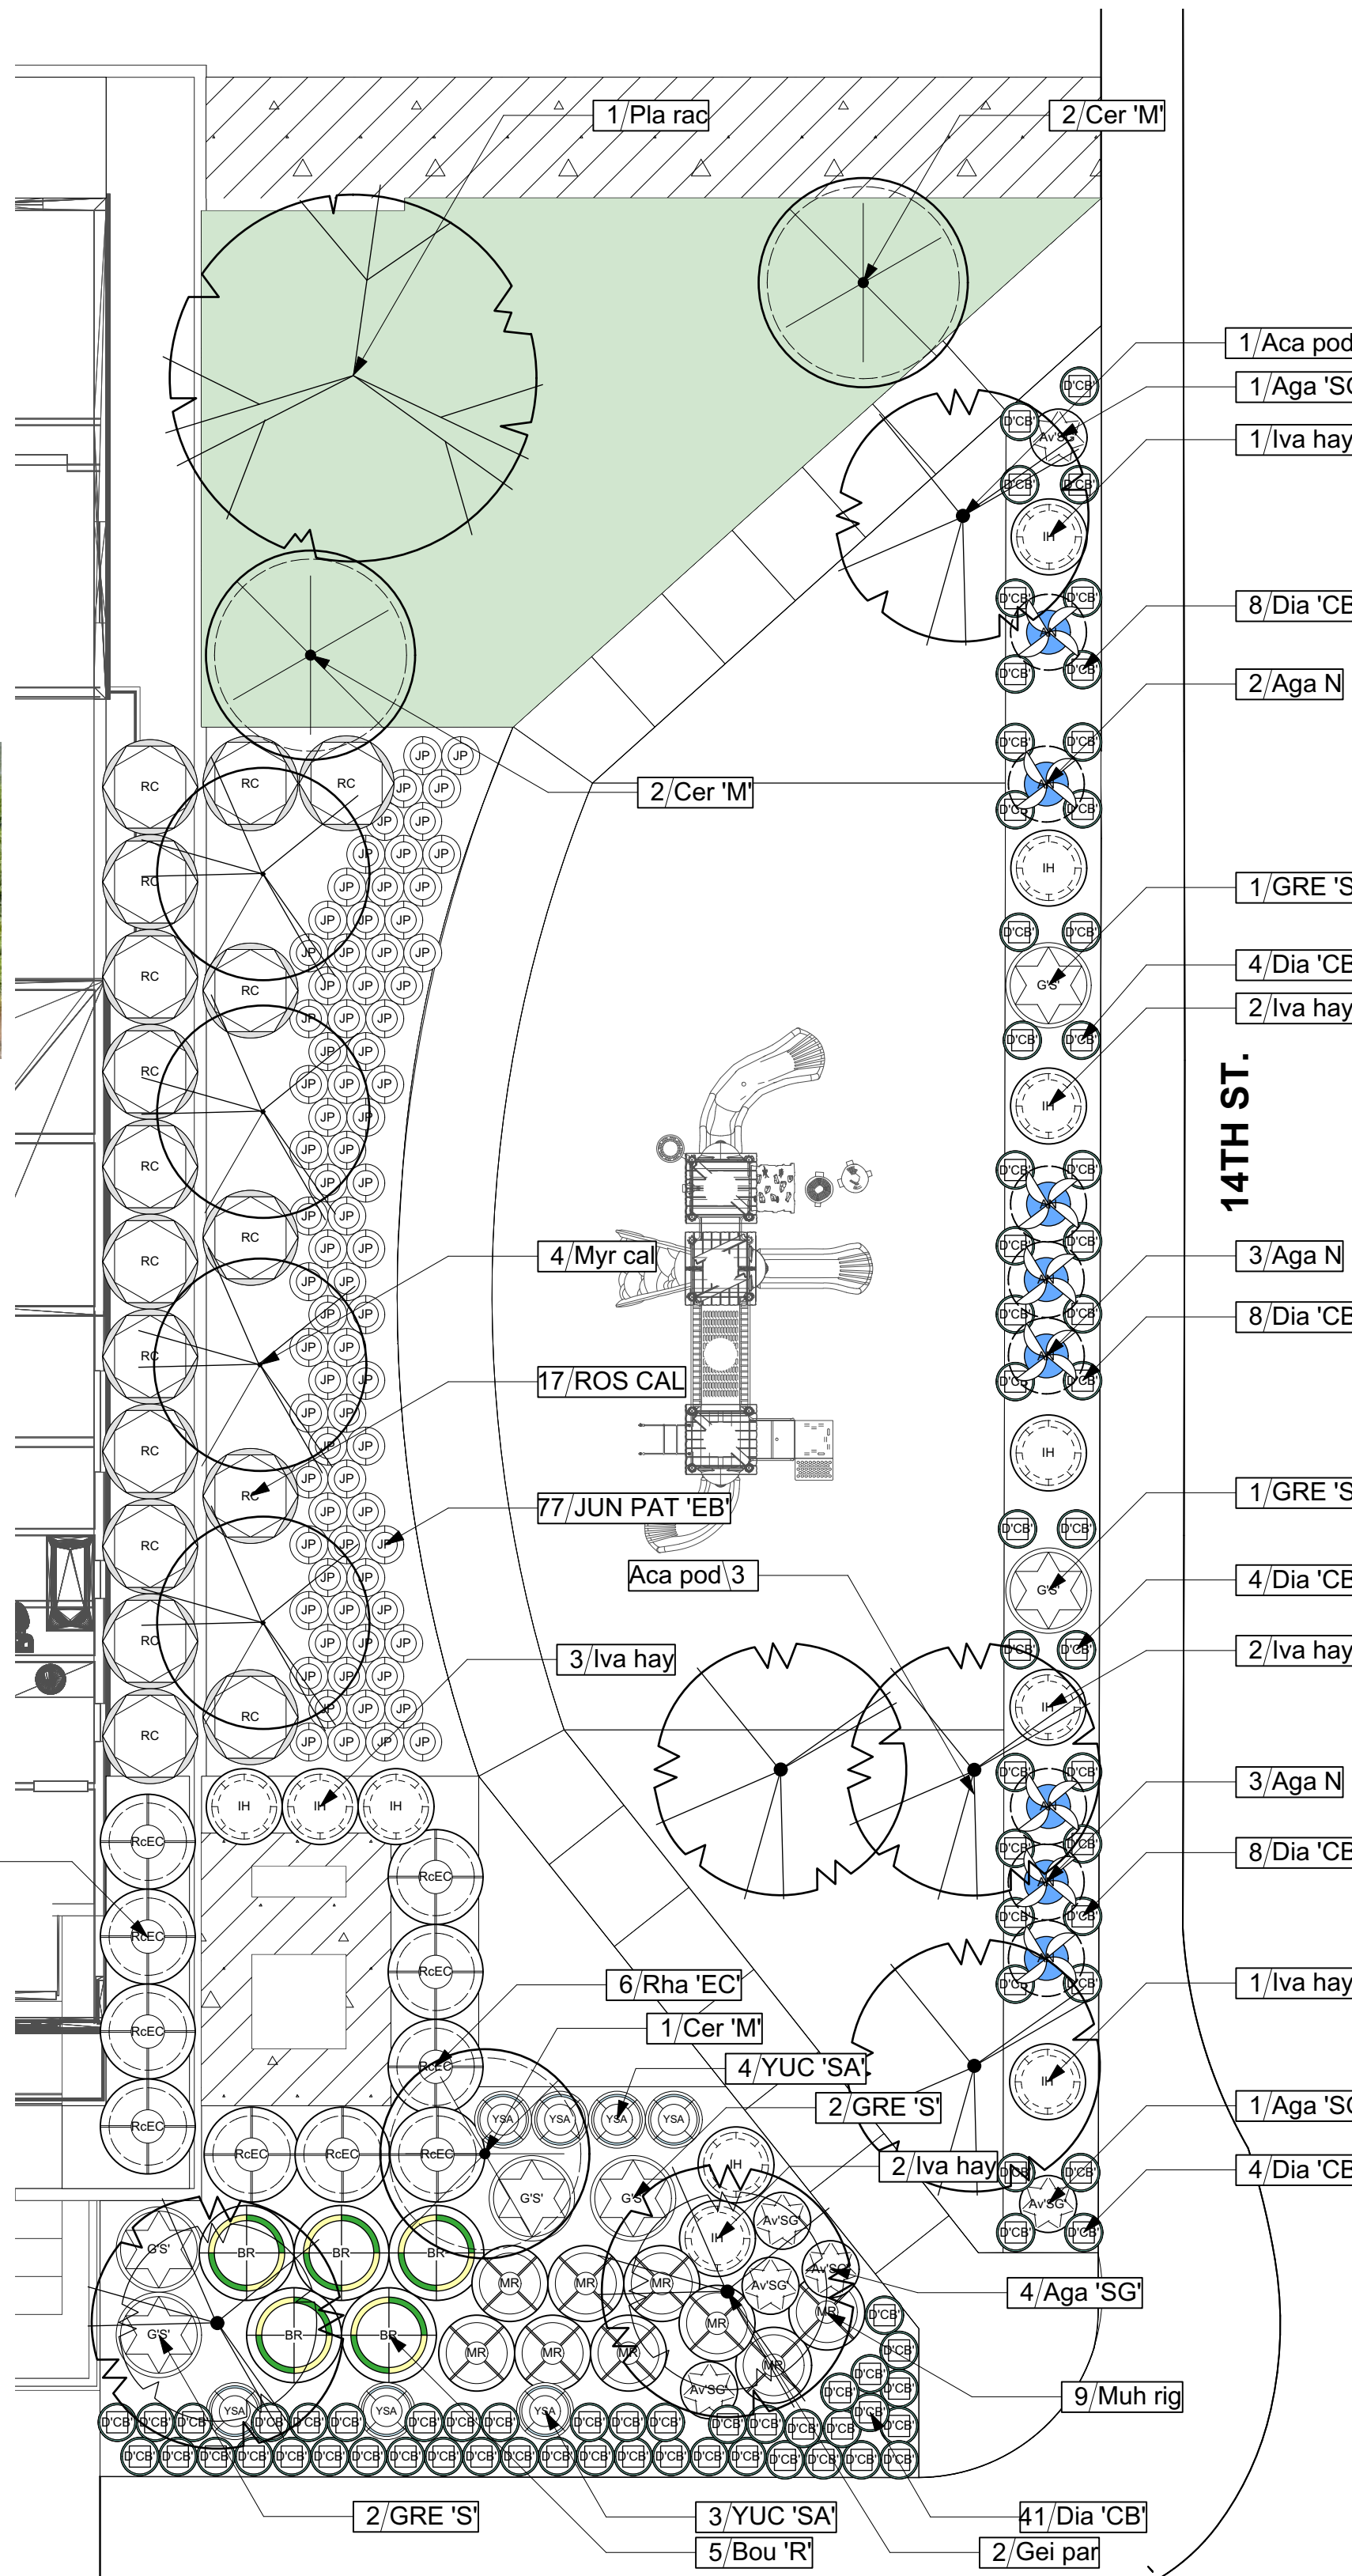 1/Pla rac
2/Cer 'M'
1/Aca pod
1/Aga 'SG
1/Iva hay
8/Dia 'CB
2/Aga N
2/Cer 'M'
1/GRE 'S
4/Dia 'CB
2/Iva hay
14TH ST.
4/Myr cal
3/Aga N
8/Dia 'CB
17/ROS CAL
77/JUN PAT 'EB'
1/GRE 'S
Aca pod\3
4/Dia 'CB
3/Iva hay
2/Iva hay
3/Aga N
8/Dia 'CB
6/Rha 'EC'
1/Iva hay
1/Cer 'M'
4/YUC 'SA'
2/GRE 'S'
1/Aga 'SG
2/Iva hay
4/Dia 'CB
4/Aga 'SG'
9/Muh rig
2/GRE 'S'
3/YUC 'SA'
41/Dia 'CB'
5/Bou 'R'
2/Gei par